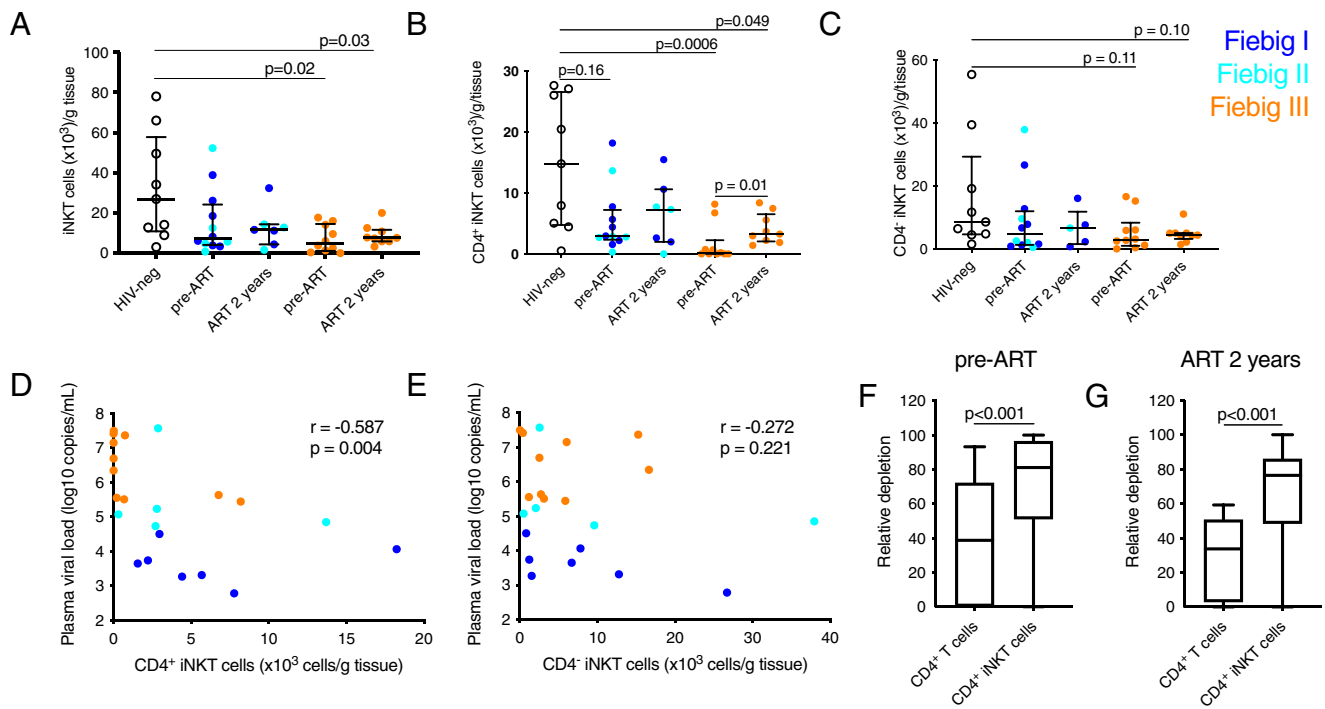 A
iNKT cells (x10³)/g tissue
100
80
60
40
20
0
p=0.03
p=0.02
HIV-neg
pre-ART
ART 2 years
pre-ART
ART 2 years
B
CD4⁺ iNKT cells (x10³)/g/tissue
30
20
10
0
p=0.049
p=0.0006
p=0.16
p = 0.01
HIV-neg
pre-ART
ART 2 years
pre-ART
ART 2 years
C
CD4⁻ iNKT cells (x10³)/g/tissue
60
40
20
0
p = 0.10
p = 0.11
HIV-neg
pre-ART
ART 2 years
pre-ART
ART 2 years
Fiebig I
Fiebig II
Fiebig III
D
Plasma viral load (log10 copies/mL)
8
7
6
5
4
3
2
r = -0.587
p = 0.004
0
5
10
15
20
CD4⁺ iNKT cells (x10³ cells/g tissue)
E
Plasma viral load (log10 copies/mL)
8
7
6
5
4
3
2
r = -0.272
p = 0.221
0
10
20
30
40
CD4⁻ iNKT cells (x10³ cells/g tissue)
F
pre-ART
Relative depletion
120
100
80
60
40
20
0
p<0.001
CD4⁺ T cells
CD4⁺ iNKT cells
G
ART 2 years
Relative depletion
120
100
80
60
40
20
0
p<0.001
CD4⁺ T cells
CD4⁺ iNKT cells